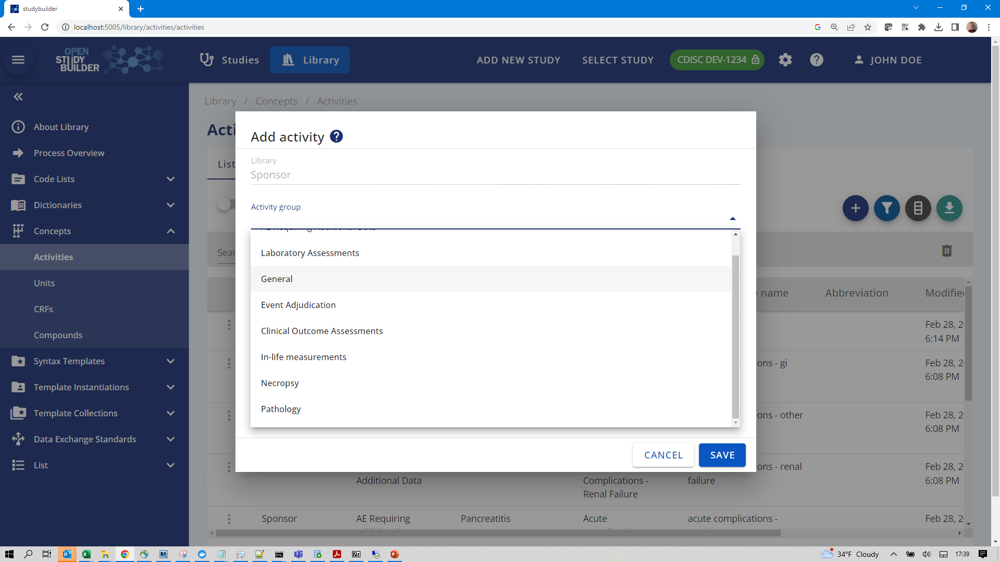 studybuilder
localhost:5005/library/activities/activities
OPEN
STUDY
BUILDER
Studies
Library
ADD NEW STUDY
SELECT STUDY
CDISC DEV-1234
JOHN DOE
Library / Concepts / Activities
About Library
Process Overview
Code Lists
Dictionaries
Concepts
Activities
Units
CRFs
Compounds
Syntax Templates
Template Instantiations
Template Collections
Data Exchange Standards
List
Acti
List
Sear
Add activity ?
Library
Sponsor
Activity group
AE Requiring Additional Data
Laboratory Assessments
General
Event Adjudication
Clinical Outcome Assessments
In-life measurements
Necropsy
Pathology
CANCEL
SAVE
name
Abbreviation
Modified
Feb 28, 2
6:14 PM
ons - gi
Feb 28, 2
6:08 PM
ons - other
Feb 28, 2
6:08 PM
ons - renal
failure
Feb 28, 2
6:08 PM
Additional Data
Complications -
Renal Failure
Sponsor
AE Requiring
Pancreatitis
Acute
acute complications -
Feb 28, 2
34°F Cloudy
17:39